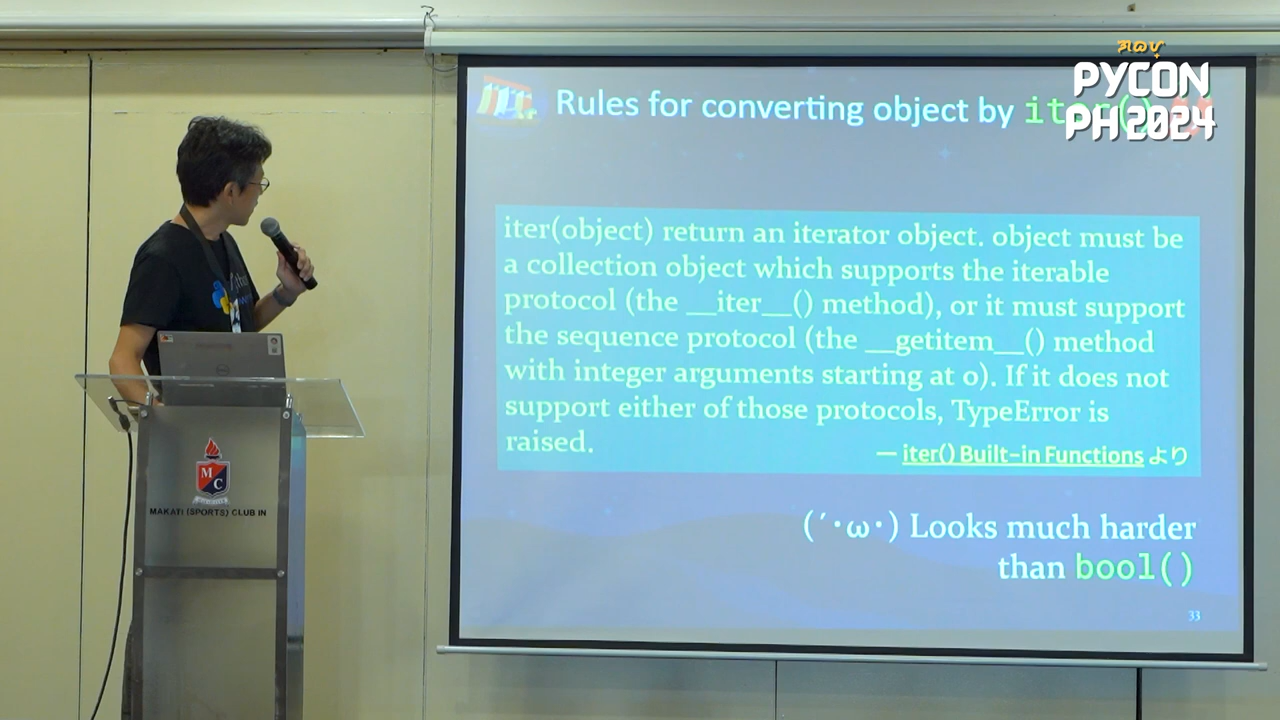 Rules for converting object by iter()
PYCON
PH 2024
iter(object) return an iterator object. object must be
a collection object which supports the iterable
protocol (the __iter__() method), or it must support
the sequence protocol (the __getitem__() method
with integer arguments starting at 0). If it does not
support either of those protocols, TypeError is
raised.
— iter() Built-in Functions より
(´・ω・) Looks much harder
than bool()
33
M
C
MAKATI (SPORTS) CLUB IN